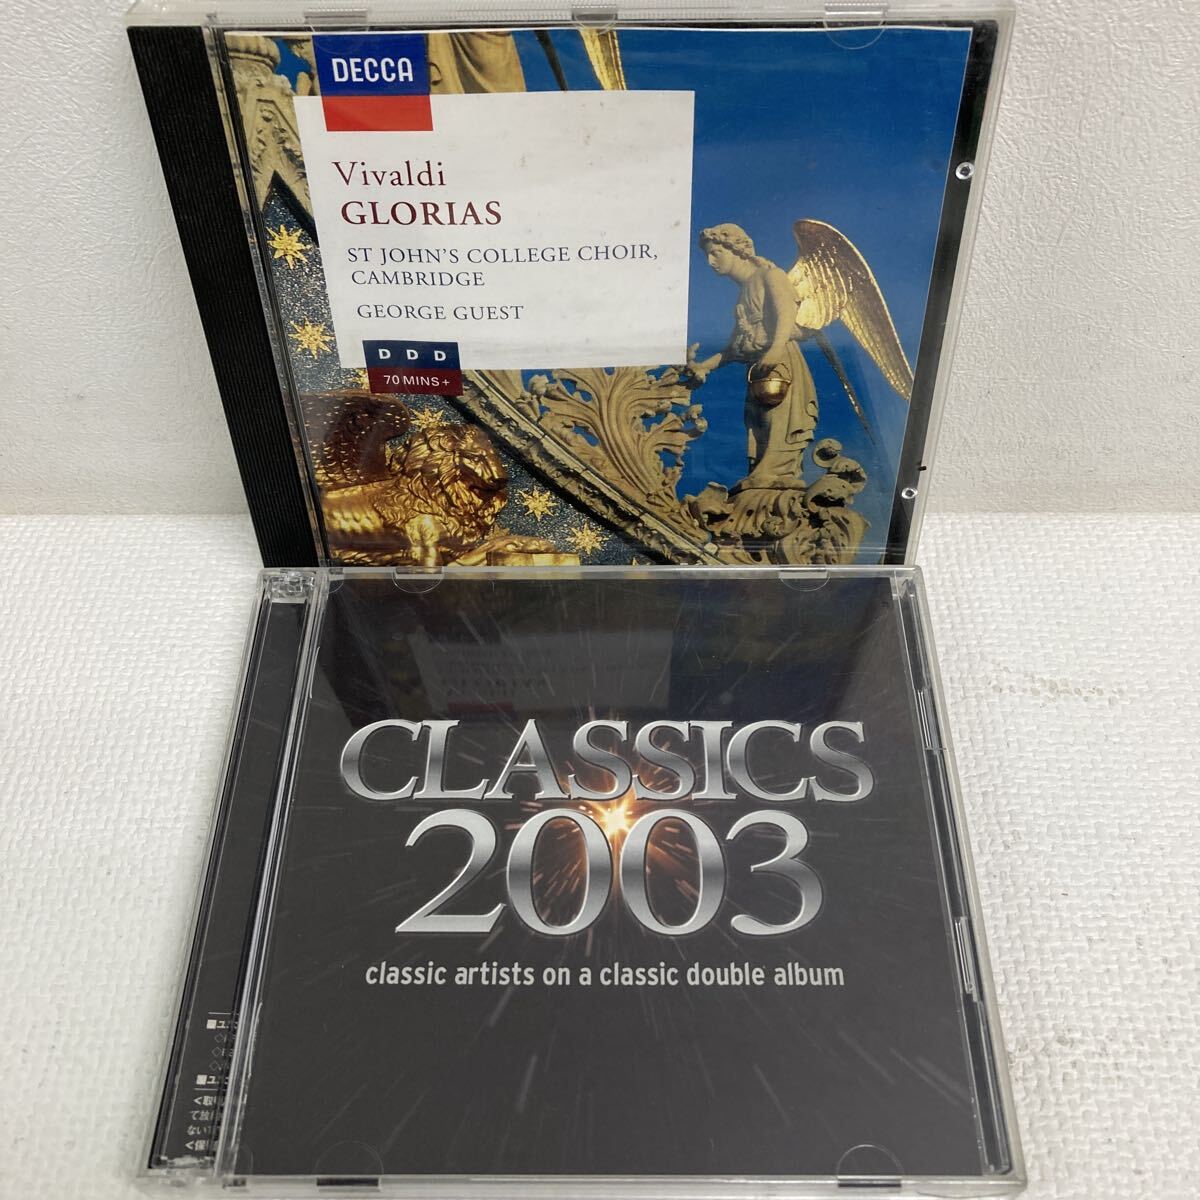 DECCA
Vivaldi
GLORIAS
ST JOHN'S COLLEGE CHOIR,
CAMBRIDGE
GEORGE GUEST
D D D
70 MINS +
CLASSICS
2003
classic artists on a classic double album